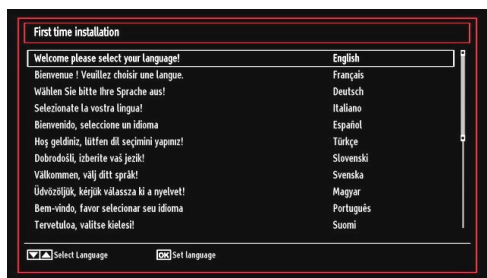 First time installation
Welcome please select your language! English
Bienvenue ! Veuillez choisir une langue. Français
Wählen Sie bitte Ihre Sprache aus! Deutsch
Selezionate la vostra lingua! Italiano
Bienvenido, seleccione un idioma Español
Hoş geldiniz, lütfen dil seçimini yapınız! Türkçe
Dobrodošli, izberite vaš jezik! Slovenski
Välkommen, välj ditt språk! Svenska
Üdvözöljük, kérjük válassza ki a nyelvet! Magyar
Bem-vindo, favor selecionar seu idioma Português
Tervetuloa, valitse kielesi! Suomi
Select Language OK Set language